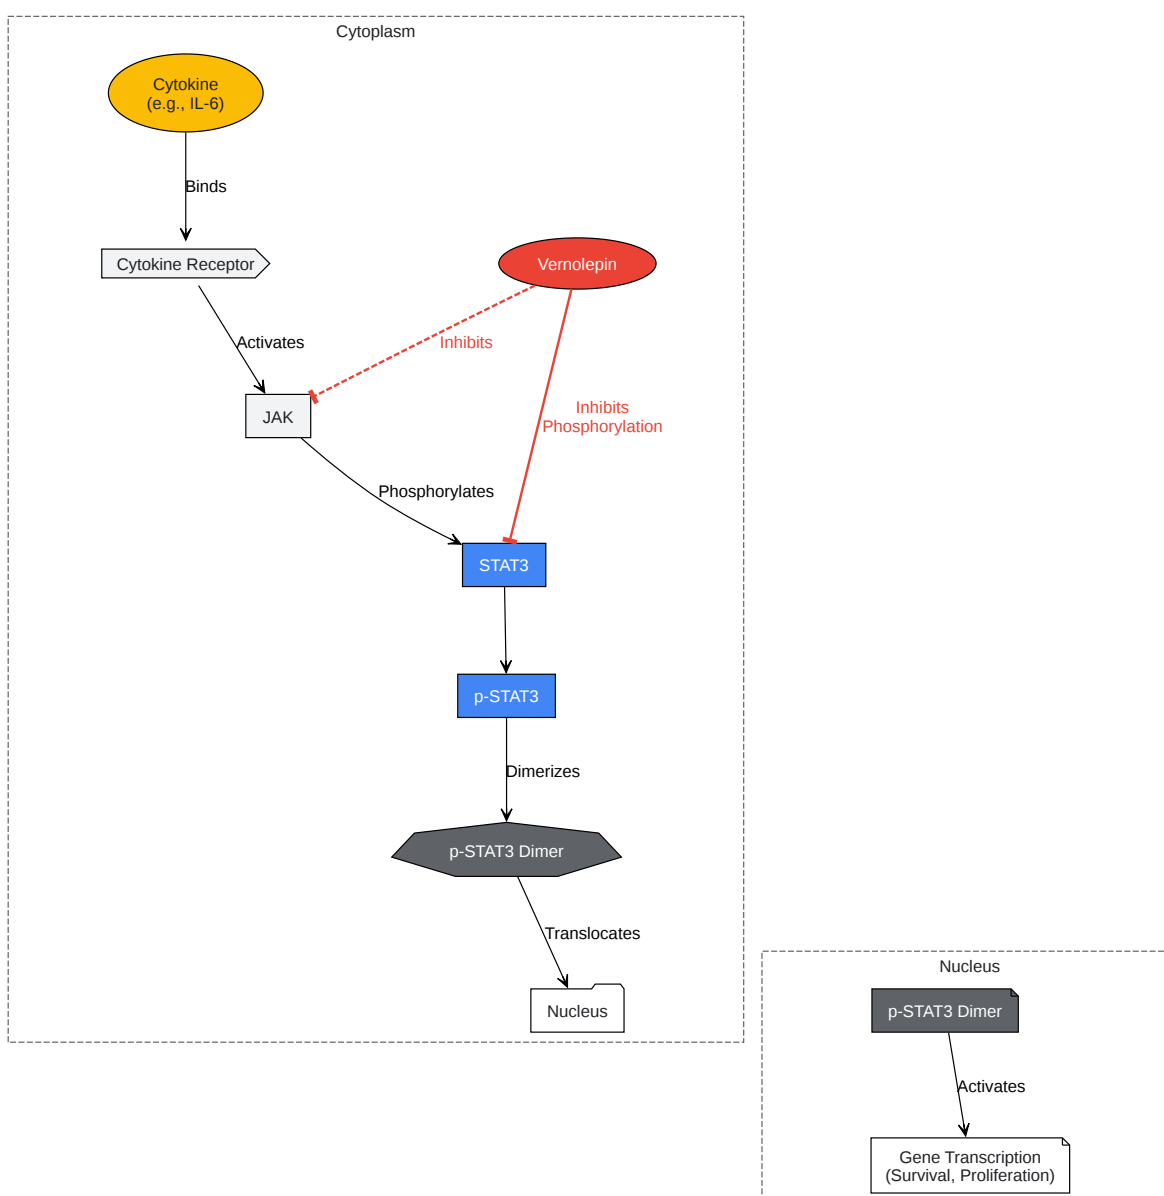 Cytoplasm
Cytokine
(e.g., IL-6)
Binds
Cytokine Receptor
Vernolepin
Activates
Inhibits
JAK
Inhibits
Phosphorylation
Phosphorylates
STAT3
p-STAT3
Dimerizes
p-STAT3 Dimer
Translocates
Nucleus
Nucleus
p-STAT3 Dimer
Activates
Gene Transcription
(Survival, Proliferation)